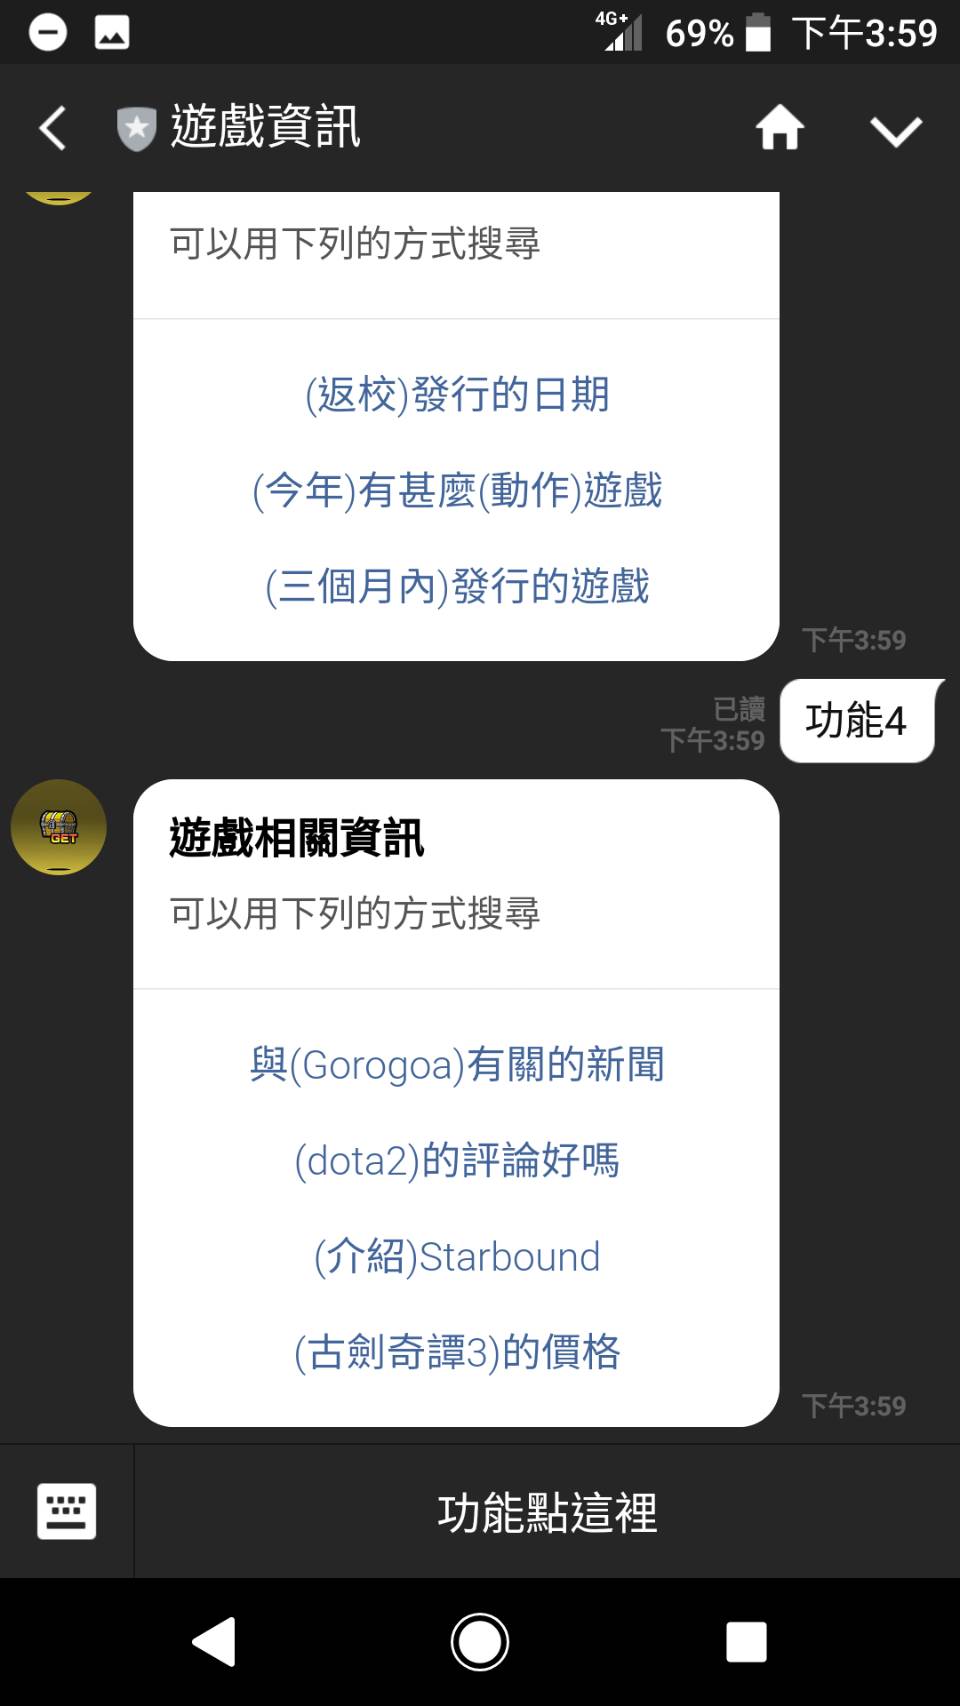 4G+ 69% 下午3:59
遊戲資訊
可以用下列的方式搜尋
(返校)發行的日期
(今年)有甚麼(動作)遊戲
(三個月內)發行的遊戲
下午3:59
已讀
下午3:59
功能4
GET
遊戲相關資訊
可以用下列的方式搜尋
與(Gorogoa)有關的新聞
(dota2)的評論好嗎
(介紹)Starbound
(古劍奇譚3)的價格
下午3:59
功能點這裡